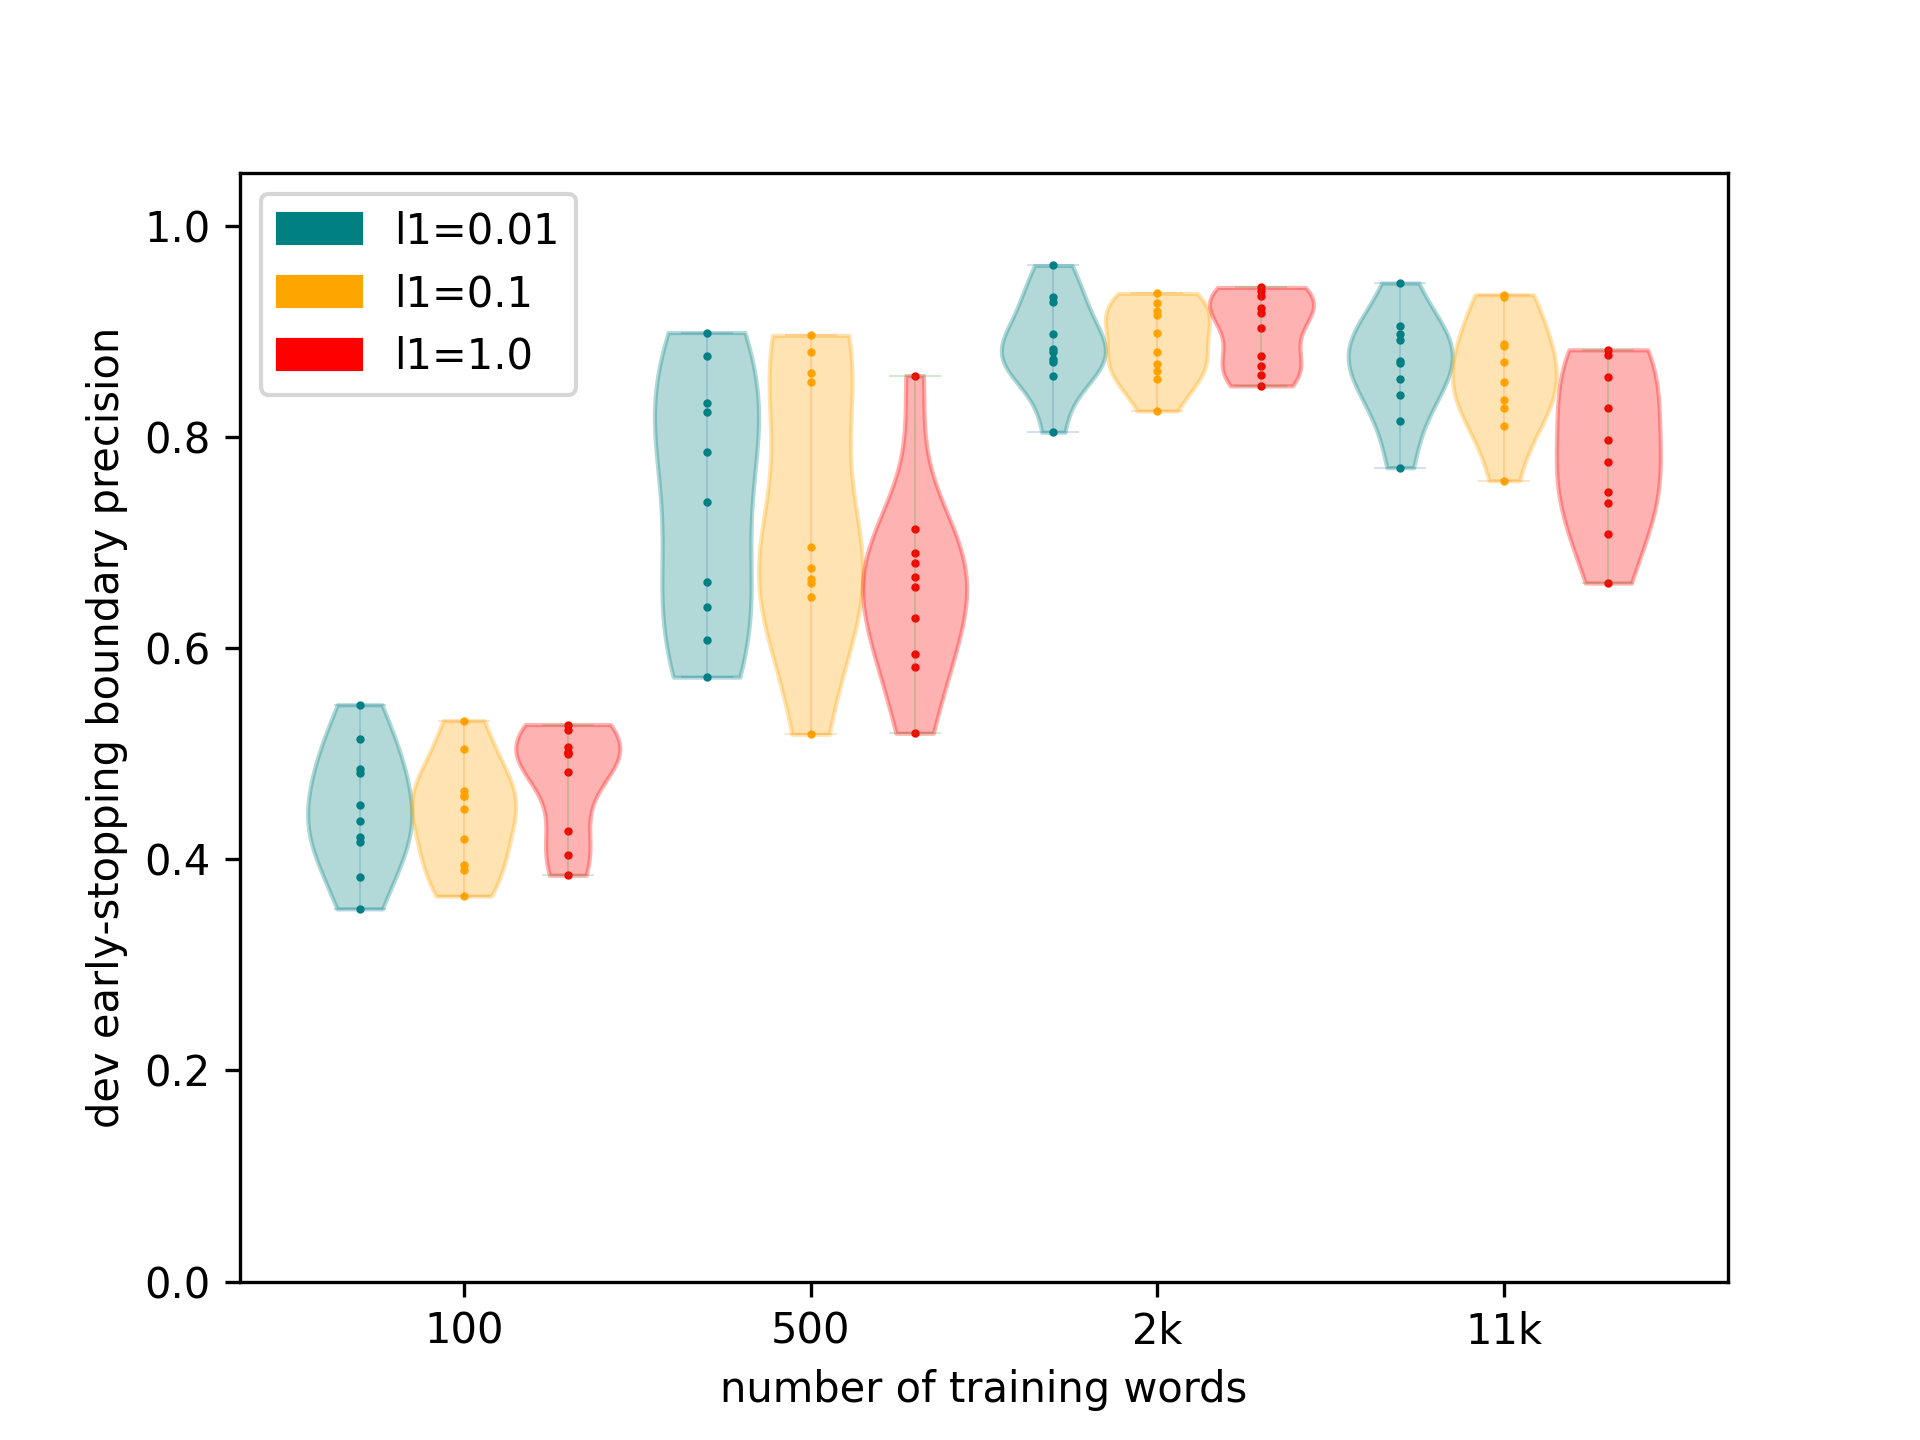 l1=0.01
l1=0.1
l1=1.0
1.0
0.8
0.6
0.4
0.2
0.0
dev early-stopping boundary precision
100 500 2k 11k
number of training words